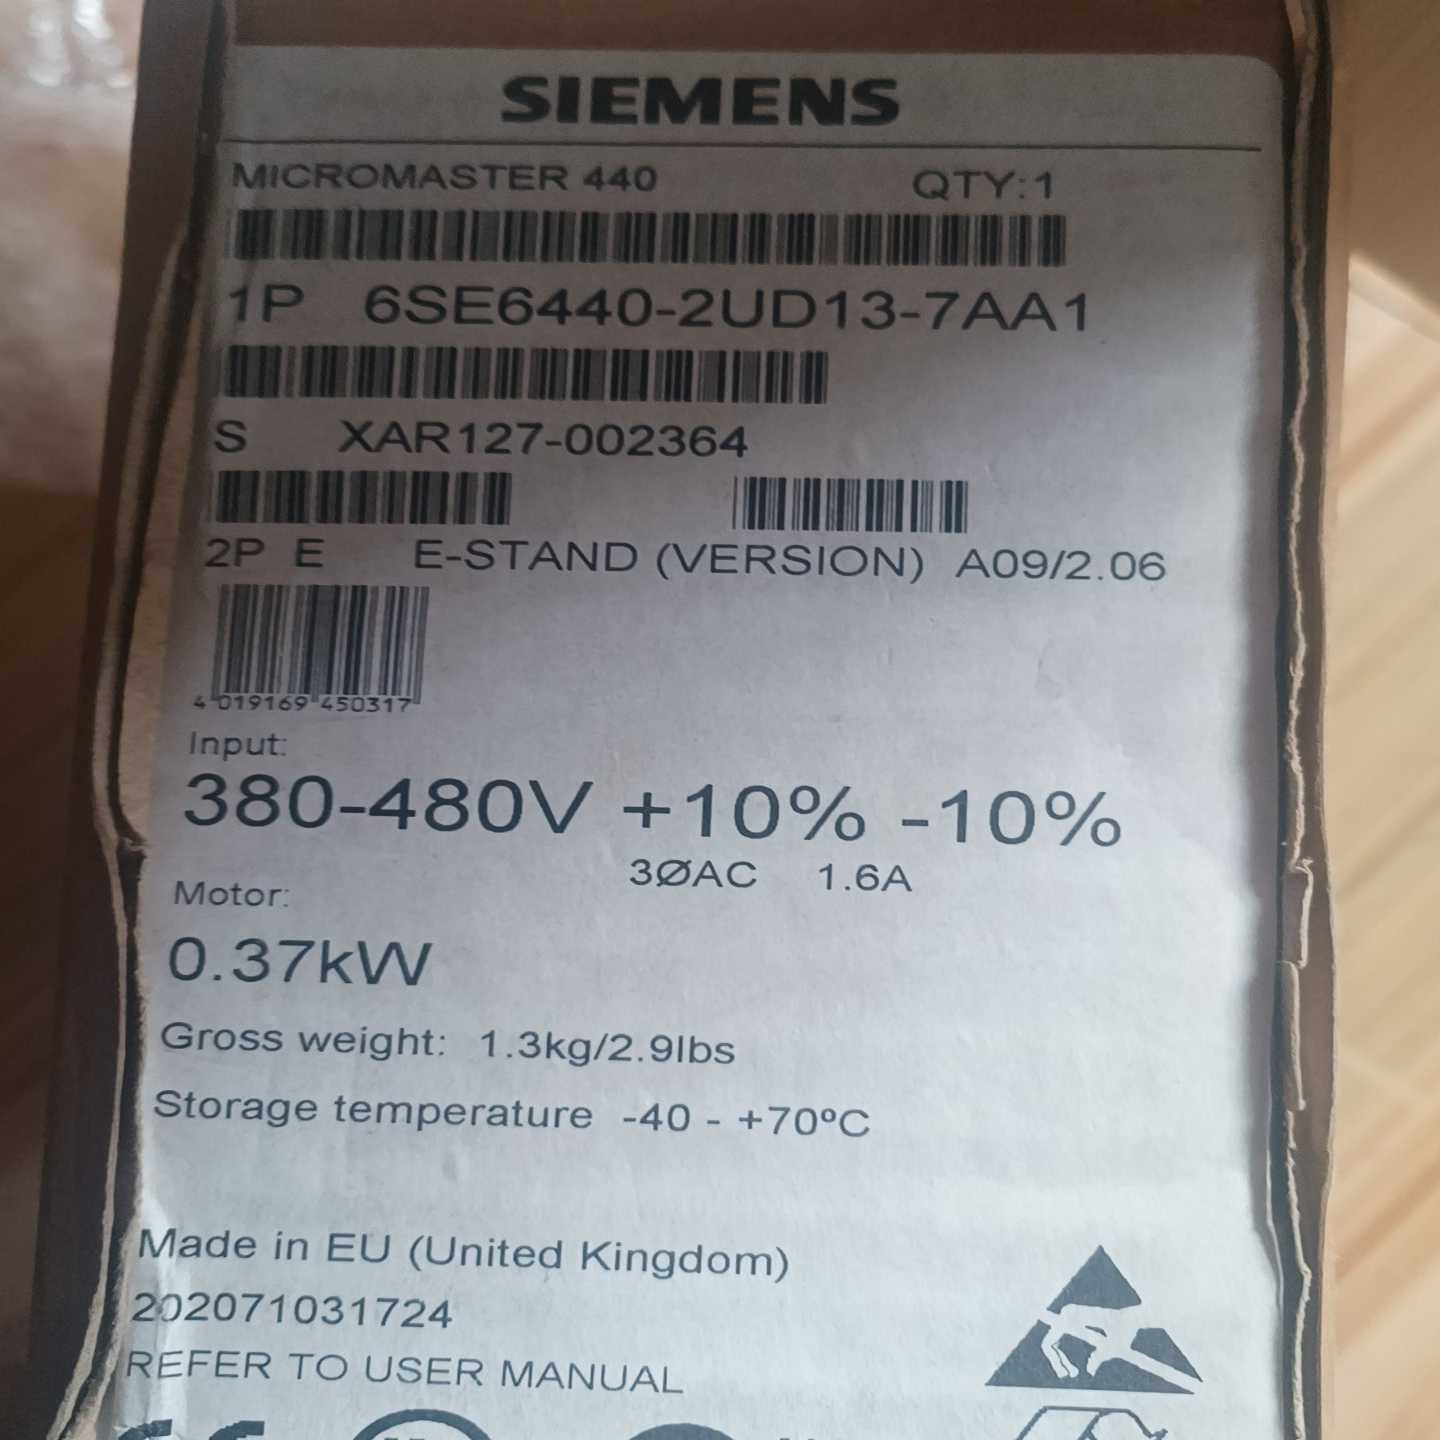 SIEMENS
MICROMASTER 440 QTY:1
1P 6SE6440-2UD13-7AA1
S XAR127-002364
2P E E-STAND (VERSION) A09/2.06
4 019169 450317
Input:
380-480V +10% -10%
3ØAC 1.6A
Motor:
0.37kW
Gross weight: 1.3kg/2.9lbs
Storage temperature -40 - +70ºC
Made in EU (United Kingdom)
202071031724
REFER TO USER MANUAL